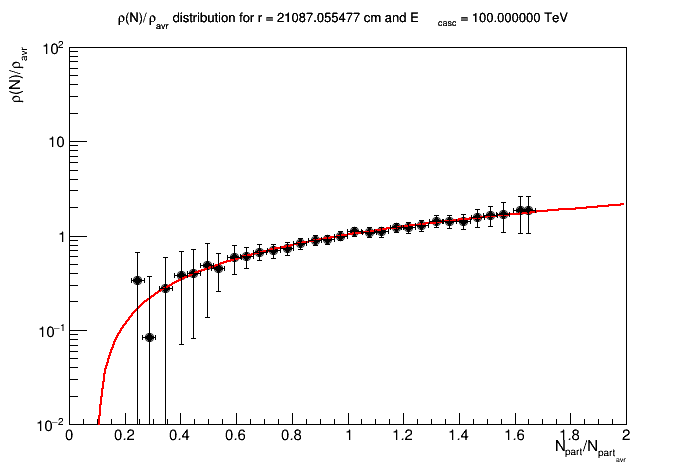 ρ(N)/ρavr distribution for r = 21087.055477 cm and E casc = 100.000000 TeV
ρ(N)/ρavr
10²
10
1
10⁻¹
10⁻²
0 0.2 0.4 0.6 0.8 1 1.2 1.4 1.6 1.8 2
Npart/Npartavr